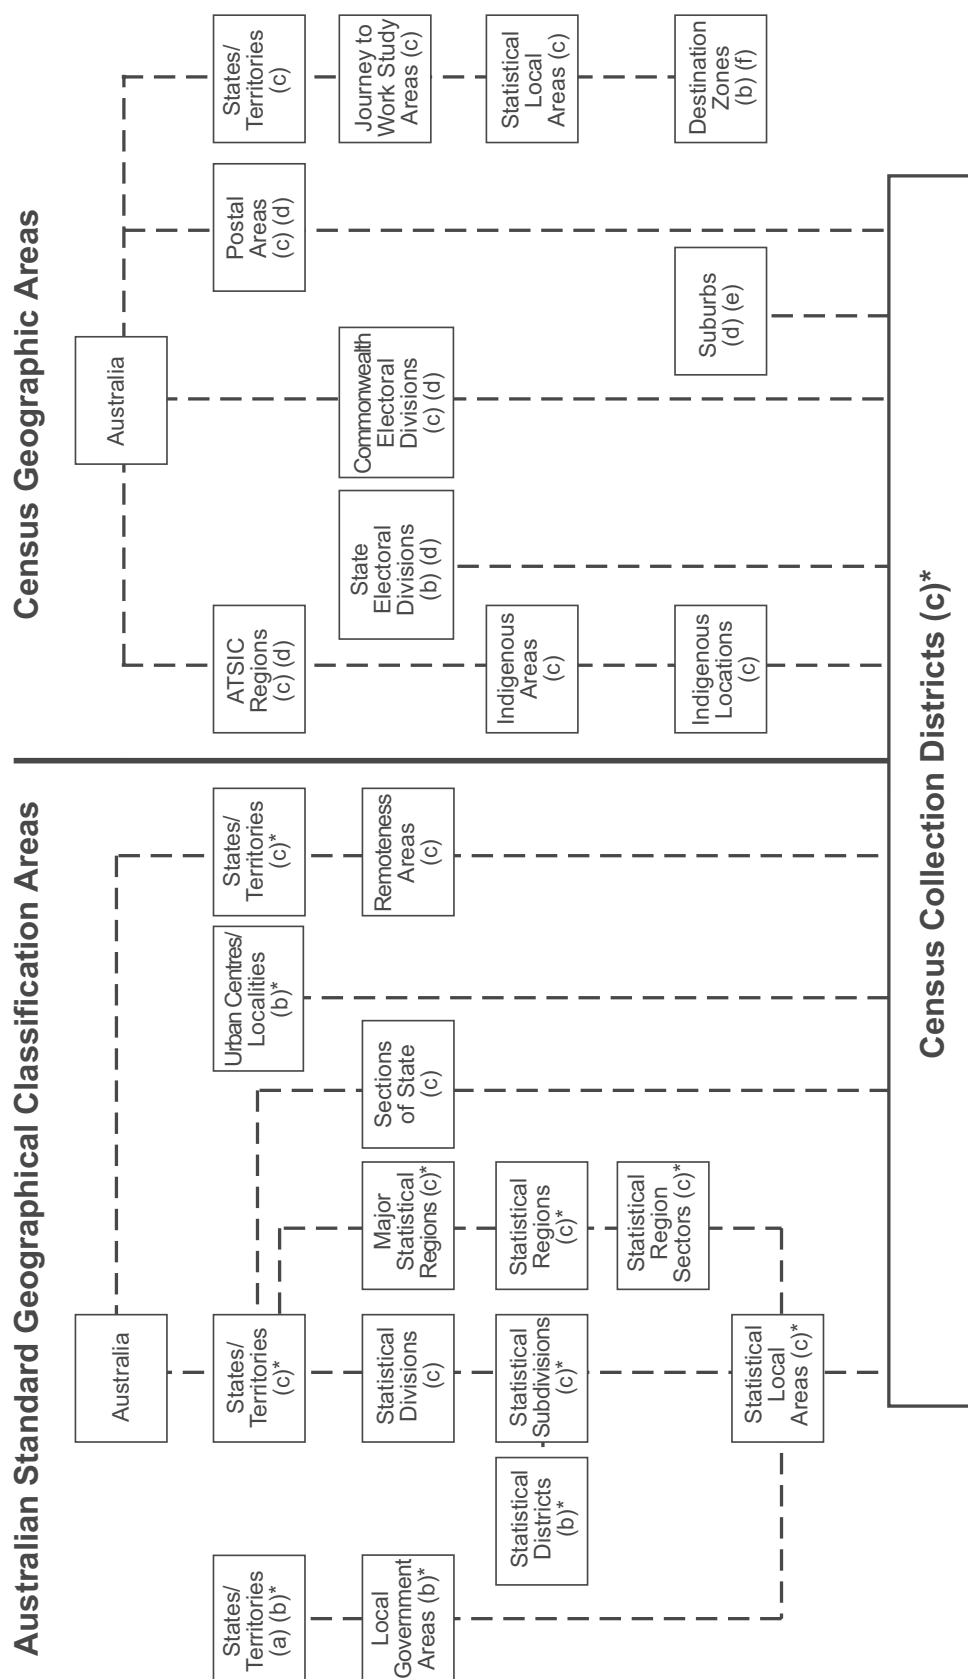 Australian Standard Geographical Classification Areas
Census Geographic Areas
Australia
States/
Territories
(a) (b)*
States/
Territories
(c)*
Urban Centres/
Localities
(b)*
States/
Territories
(c)*
Local
Government
Areas (b)*
Statistical
Divisions
(c)
Major
Statistical
Regions (c)*
Sections
of State
(c)
Remoteness
Areas
(c)
Statistical
Districts
(b)*
Statistical
Subdivisions
(c)*
Statistical
Regions
(c)*
Statistical
Region
Sectors (c)*
Statistical
Local
Areas (c)*
Australia
ATSIC
Regions
(c) (d)
Postal
Areas
(c) (d)
States/
Territories
(c)
State
Electoral
Divisions
(b) (d)
Commonwealth
Electoral
Divisions
(c) (d)
Journey to
Work Study
Areas (c)
Indigenous
Areas
(c)
Statistical
Local
Areas (c)
Indigenous
Locations
(c)
Suburbs
(d) (e)
Destination
Zones
(b) (f)
Census Collection Districts (c)*